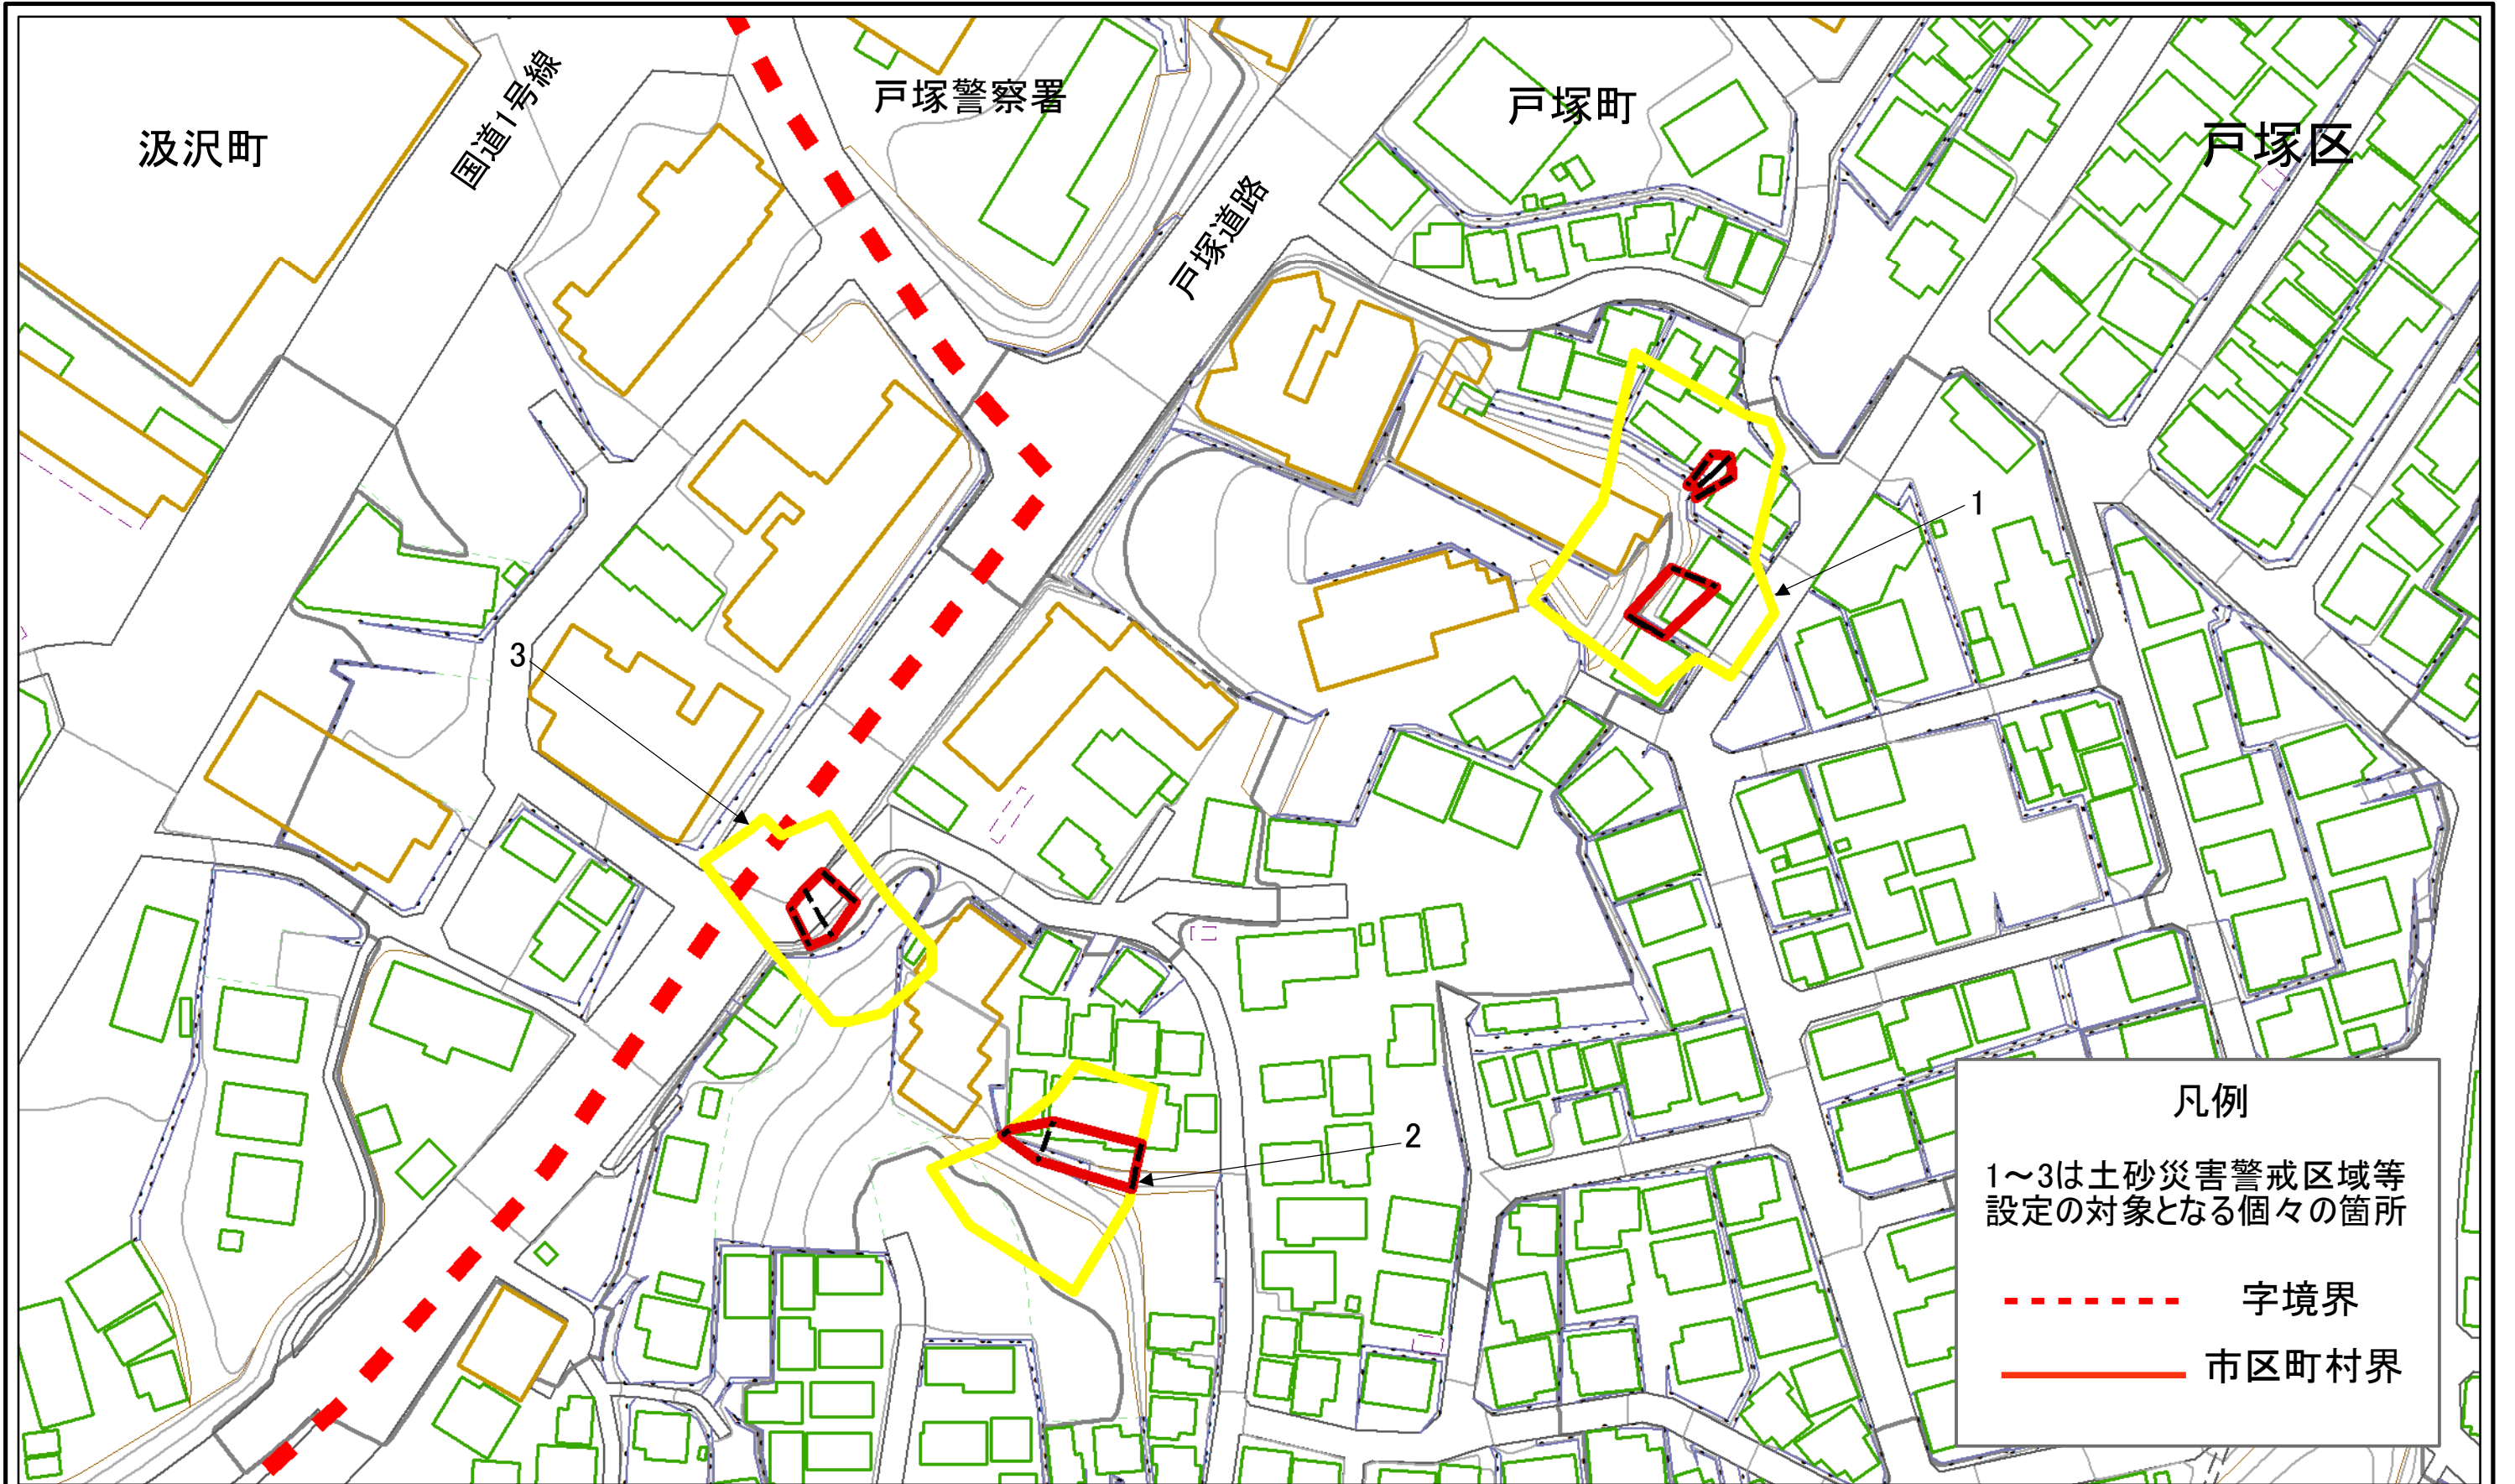 汲沢町
国道1号線
戸塚警察署
戸塚道路
戸塚町
戸塚区
1
3
2
凡例
1～3は土砂災害警戒区域等
設定の対象となる個々の箇所
字境界
市区町村界